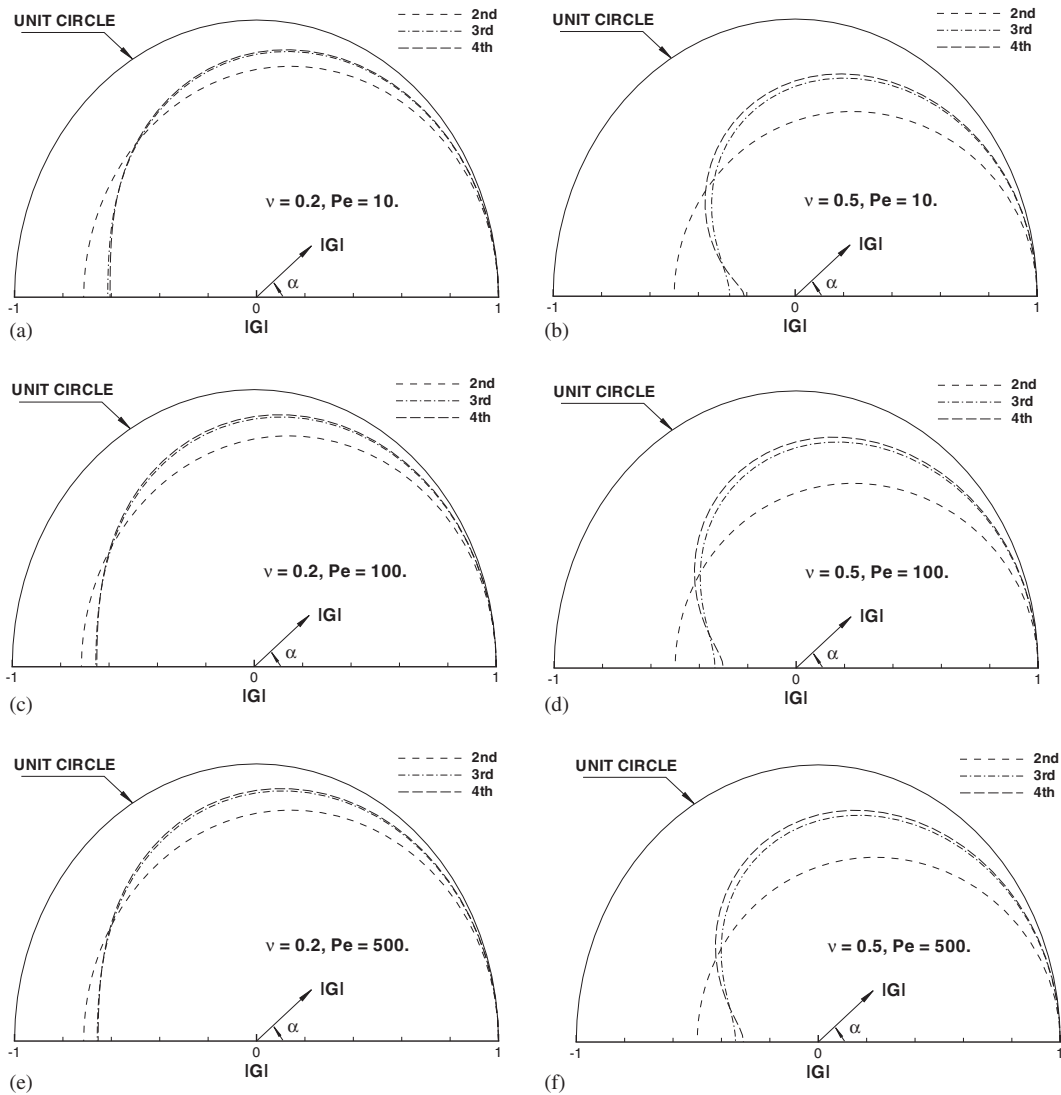 UNIT CIRCLE
2nd
3rd
4th
ν = 0.2, Pe = 10.
|G|
α
-1 0 1
|G|
(a)
UNIT CIRCLE
2nd
3rd
4th
ν = 0.5, Pe = 10.
|G|
α
-1 0 1
|G|
(b)
UNIT CIRCLE
2nd
3rd
4th
ν = 0.2, Pe = 100.
|G|
α
-1 0 1
|G|
(c)
UNIT CIRCLE
2nd
3rd
4th
ν = 0.5, Pe = 100.
|G|
α
-1 0 1
|G|
(d)
UNIT CIRCLE
2nd
3rd
4th
ν = 0.2, Pe = 500.
|G|
α
-1 0 1
|G|
(e)
UNIT CIRCLE
2nd
3rd
4th
ν = 0.5, Pe = 500.
|G|
α
-1 0 1
|G|
(f)